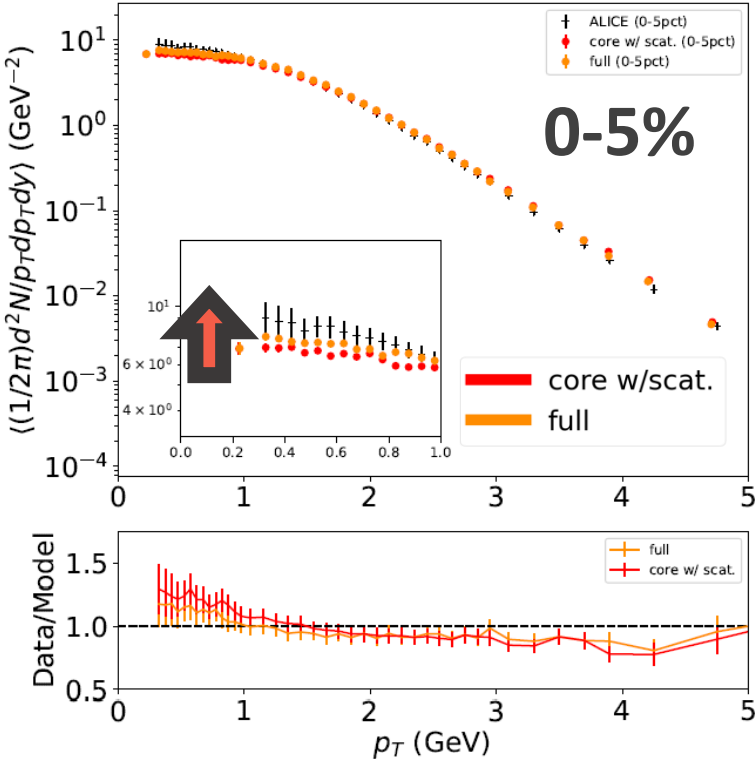 ALICE (0-5pct)
core w/ scat. (0-5pct)
full (0-5pct)
0-5%
⟨(1/2π)d²N/p_T dp_T dy⟩ (GeV⁻²)
10¹
10⁰
10⁻¹
10⁻²
10⁻³
10⁻⁴
10¹
6 × 10⁰
4 × 10⁰
0.0 0.2 0.4 0.6 0.8 1.0
core w/scat.
full
0 1 2 3 4 5
Data/Model
1.5
1.0
0.5
full
core w/ scat.
0 1 2 3 4 5
p_T (GeV)